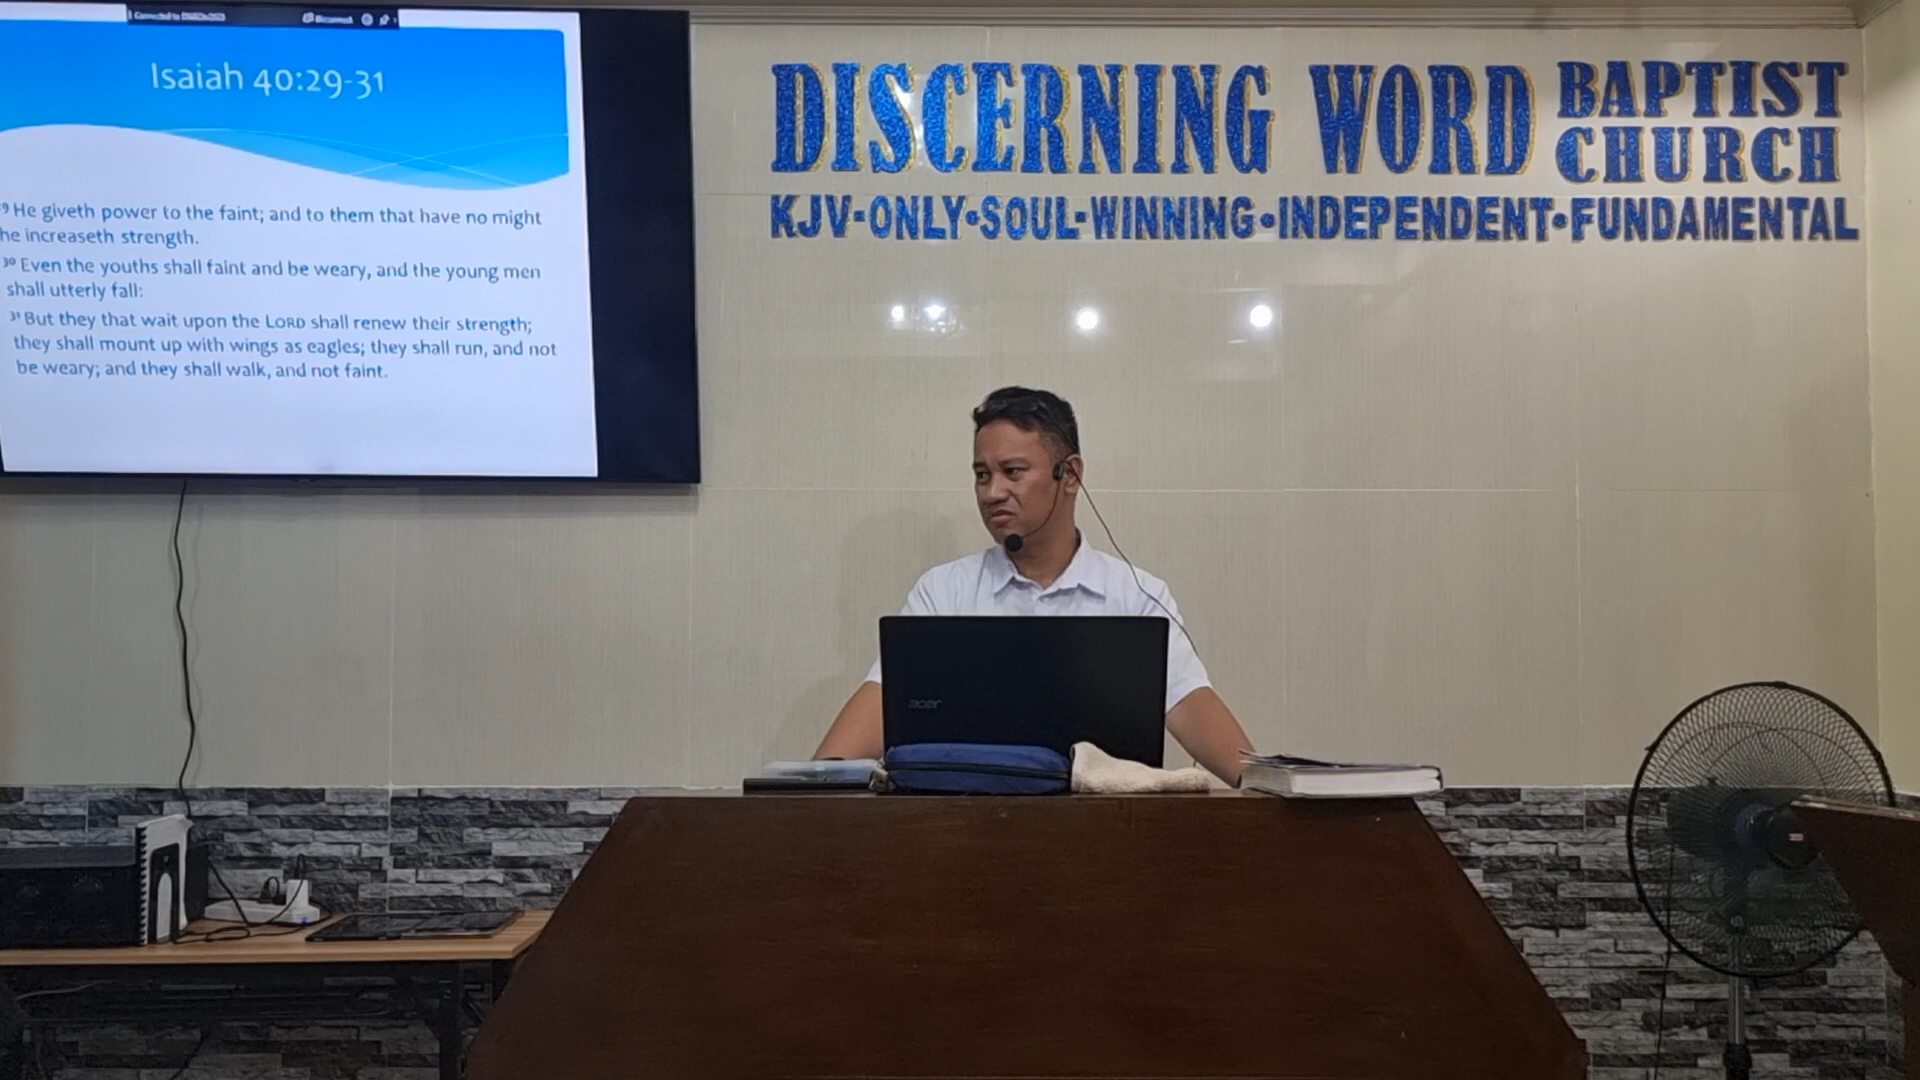 Isaiah 40:29-31
9 He giveth power to the faint; and to them that have no might
he increaseth strength.
30 Even the youths shall faint and be weary, and the young men
shall utterly fall:
31 But they that wait upon the LORD shall renew their strength;
they shall mount up with wings as eagles; they shall run, and not
be weary; and they shall walk, and not faint.
DISCERNING WORD BAPTIST
CHURCH
KJV-ONLY•SOUL-WINNING•INDEPENDENT•FUNDAMENTAL
acer